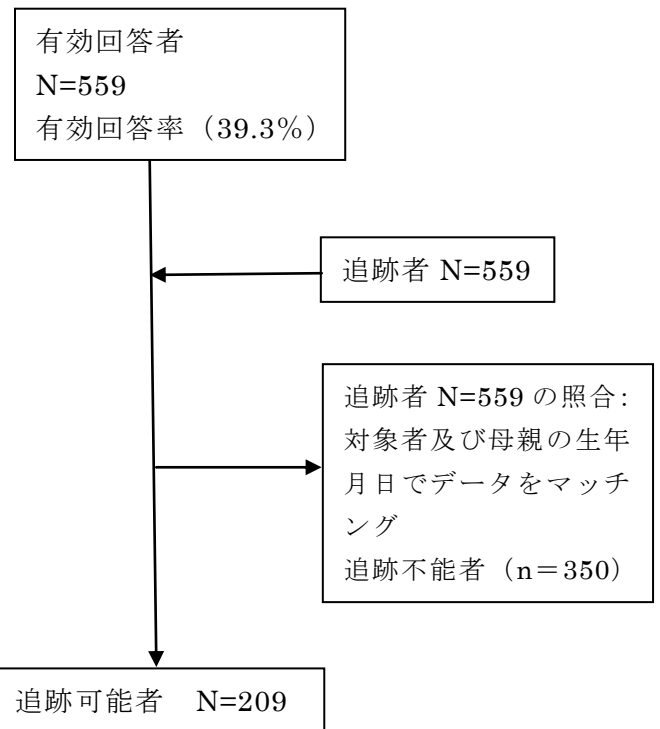 有効回答者
N=559
有効回答率（39.3％）
追跡者 N=559
追跡者 N=559 の照合：
対象者及び母親の生年
月日でデータをマッチ
ング
追跡不能者（n＝350）
追跡可能者　N=209